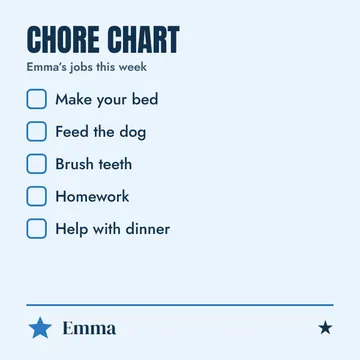 CHORE CHART
Emma's jobs this week
Make your bed
Feed the dog
Brush teeth
Homework
Help with dinner
Emma